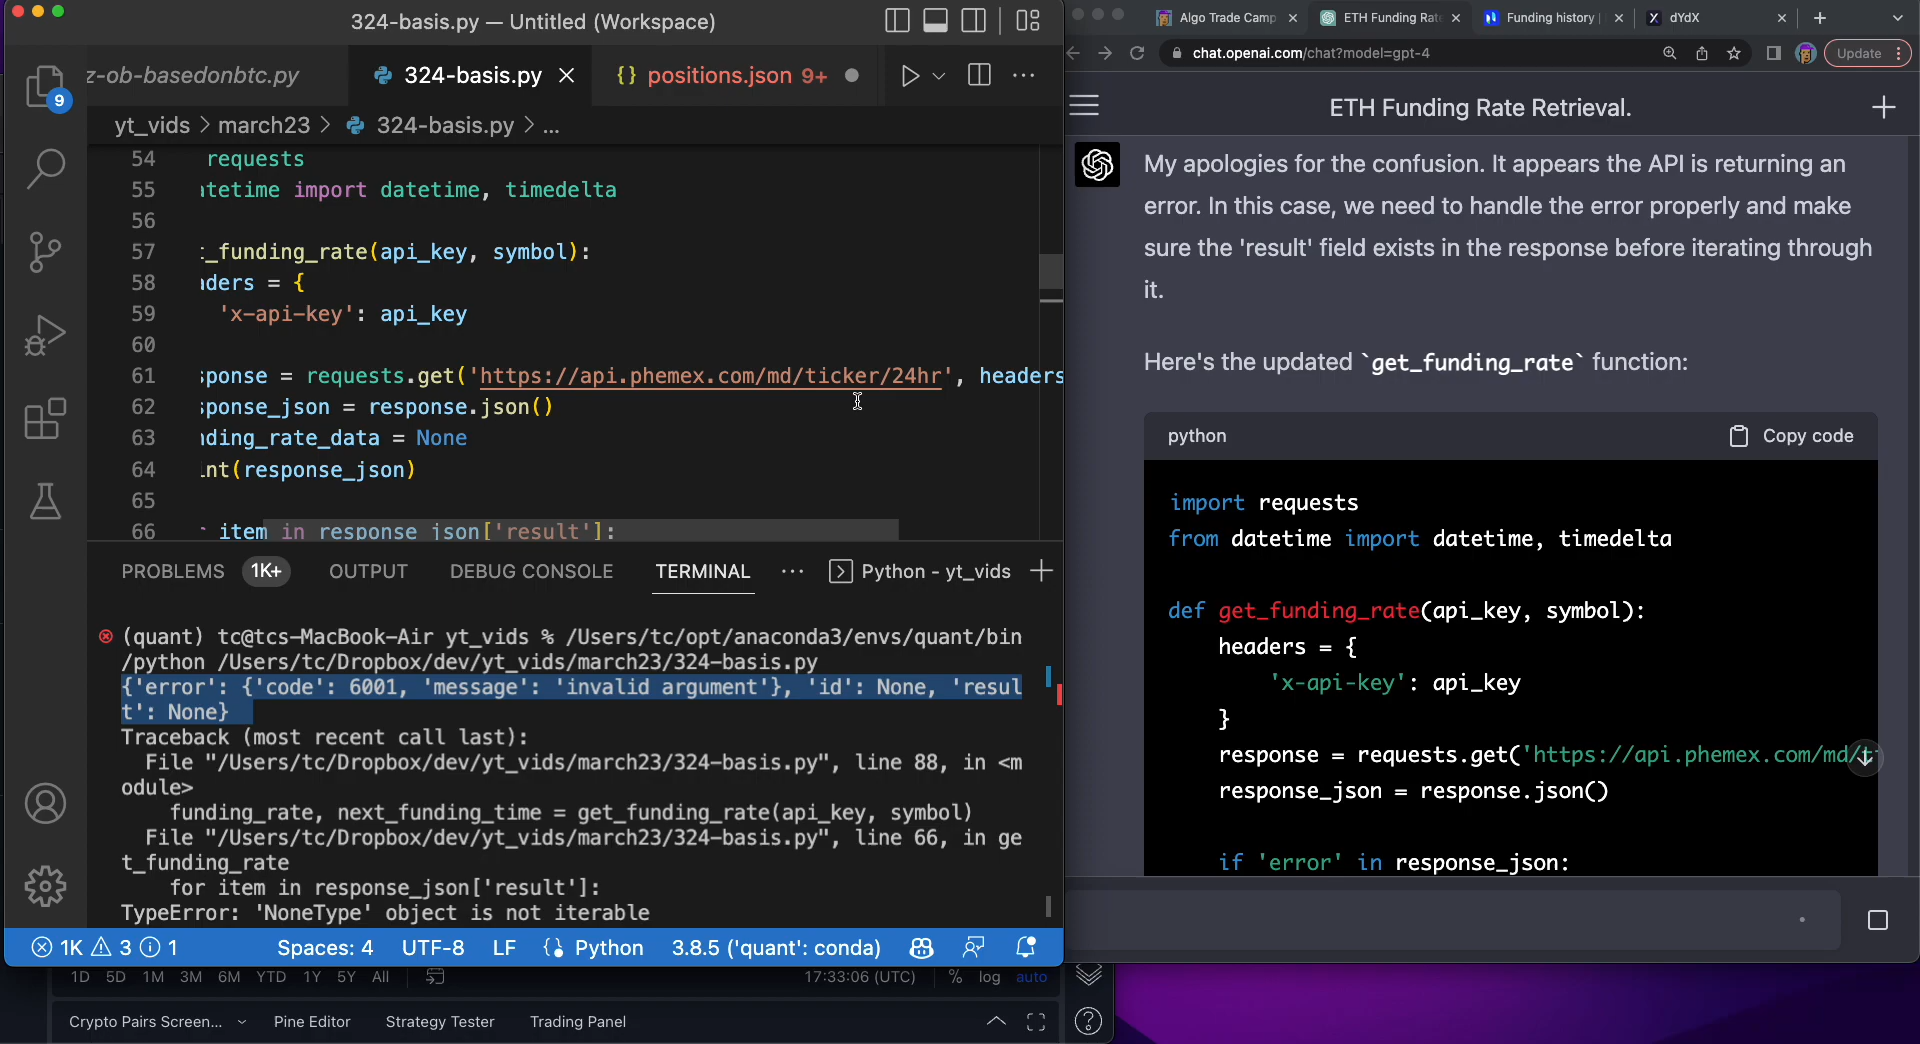 324-basis.py — Untitled (Workspace)
z-ob-basedonbtc.py
324-basis.py
{} positions.json 9+
9
yt_vids > march23 > 324-basis.py > ...
54 requests
55 atetime import datetime, timedelta
56
57 t_funding_rate(api_key, symbol):
58 aders = {
59 'x-api-key': api_key
60
61 sponse = requests.get('https://api.phemex.com/md/ticker/24hr', headers
62 sponse_json = response.json()
63 nding_rate_data = None
64 int(response_json)
65
66 item in response_json['result']:
PROBLEMS 1K+ OUTPUT DEBUG CONSOLE TERMINAL ... Python - yt_vids
(quant) tc@tcs-MacBook-Air yt_vids % /Users/tc/opt/anaconda3/envs/quant/bin
/python /Users/tc/Dropbox/dev/yt_vids/march23/324-basis.py
{'error': {'code': 6001, 'message': 'invalid argument'}, 'id': None, 'resul
t': None}
Traceback (most recent call last):
File "/Users/tc/Dropbox/dev/yt_vids/march23/324-basis.py", line 88, in <m
odule>
funding_rate, next_funding_time = get_funding_rate(api_key, symbol)
File "/Users/tc/Dropbox/dev/yt_vids/march23/324-basis.py", line 66, in ge
t_funding_rate
for item in response_json['result']:
TypeError: 'NoneType' object is not iterable
1K 3 1 Spaces: 4 UTF-8 LF {} Python 3.8.5 ('quant': conda)
1D 5D 1M 3M 6M YTD 1Y 5Y All 17:33:06 (UTC) % log auto
Crypto Pairs Screen... Pine Editor Strategy Tester Trading Panel
Algo Trade Camp
ETH Funding Rate
Funding history |
dYdX
chat.openai.com/chat?model=gpt-4
Update
ETH Funding Rate Retrieval.
My apologies for the confusion. It appears the API is returning an
error. In this case, we need to handle the error properly and make
sure the 'result' field exists in the response before iterating through
it.
Here's the updated `get_funding_rate` function:
python Copy code
import requests
from datetime import datetime, timedelta
def get_funding_rate(api_key, symbol):
headers = {
'x-api-key': api_key
}
response = requests.get('https://api.phemex.com/md/t
response_json = response.json()
if 'error' in response_json: